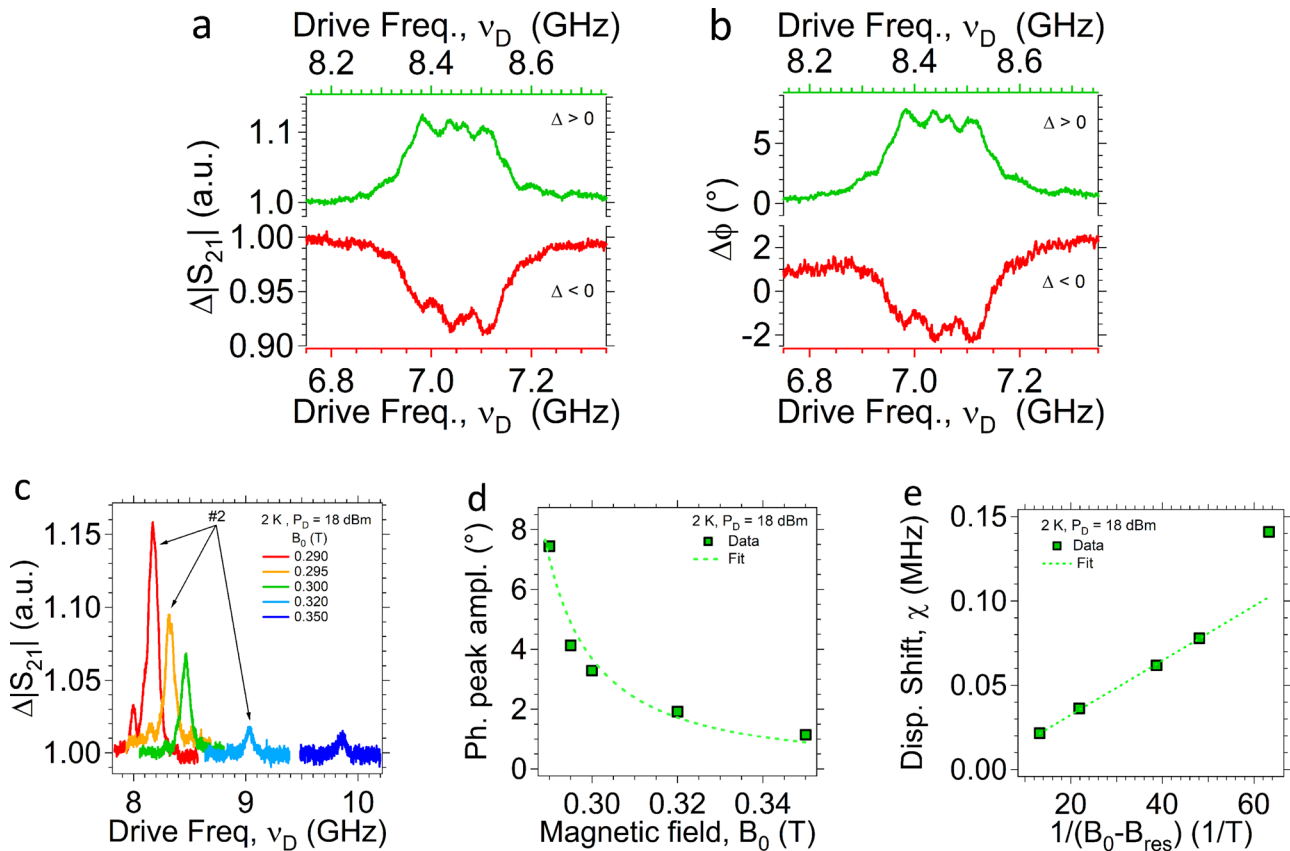 a
Drive Freq., νD (GHz)
8.2 8.4 8.6
Δ > 0
1.1
1.0
Δ|S21| (a.u.)
1.00
0.95
0.90
Δ < 0
6.8 7.0 7.2
Drive Freq., νD (GHz)
b
Drive Freq., νD (GHz)
8.2 8.4 8.6
Δ > 0
5
0
Δϕ (°)
2
0
-2
Δ < 0
6.8 7.0 7.2
Drive Freq., νD (GHz)
c
#2
2 K , PD = 18 dBm
B0 (T)
0.290
0.295
0.300
0.320
0.350
1.15
1.10
1.05
1.00
Δ|S21| (a.u.)
8 9 10
Drive Freq, νD (GHz)
d
2 K, PD = 18 dBm
Data
Fit
8
6
4
2
0
Ph. peak ampl. (°)
0.30 0.32 0.34
Magnetic field, B0 (T)
e
2 K, PD = 18 dBm
Data
Fit
0.15
0.10
0.05
0.00
Disp. Shift, χ (MHz)
20 40 60
1/(B0-Bres) (1/T)